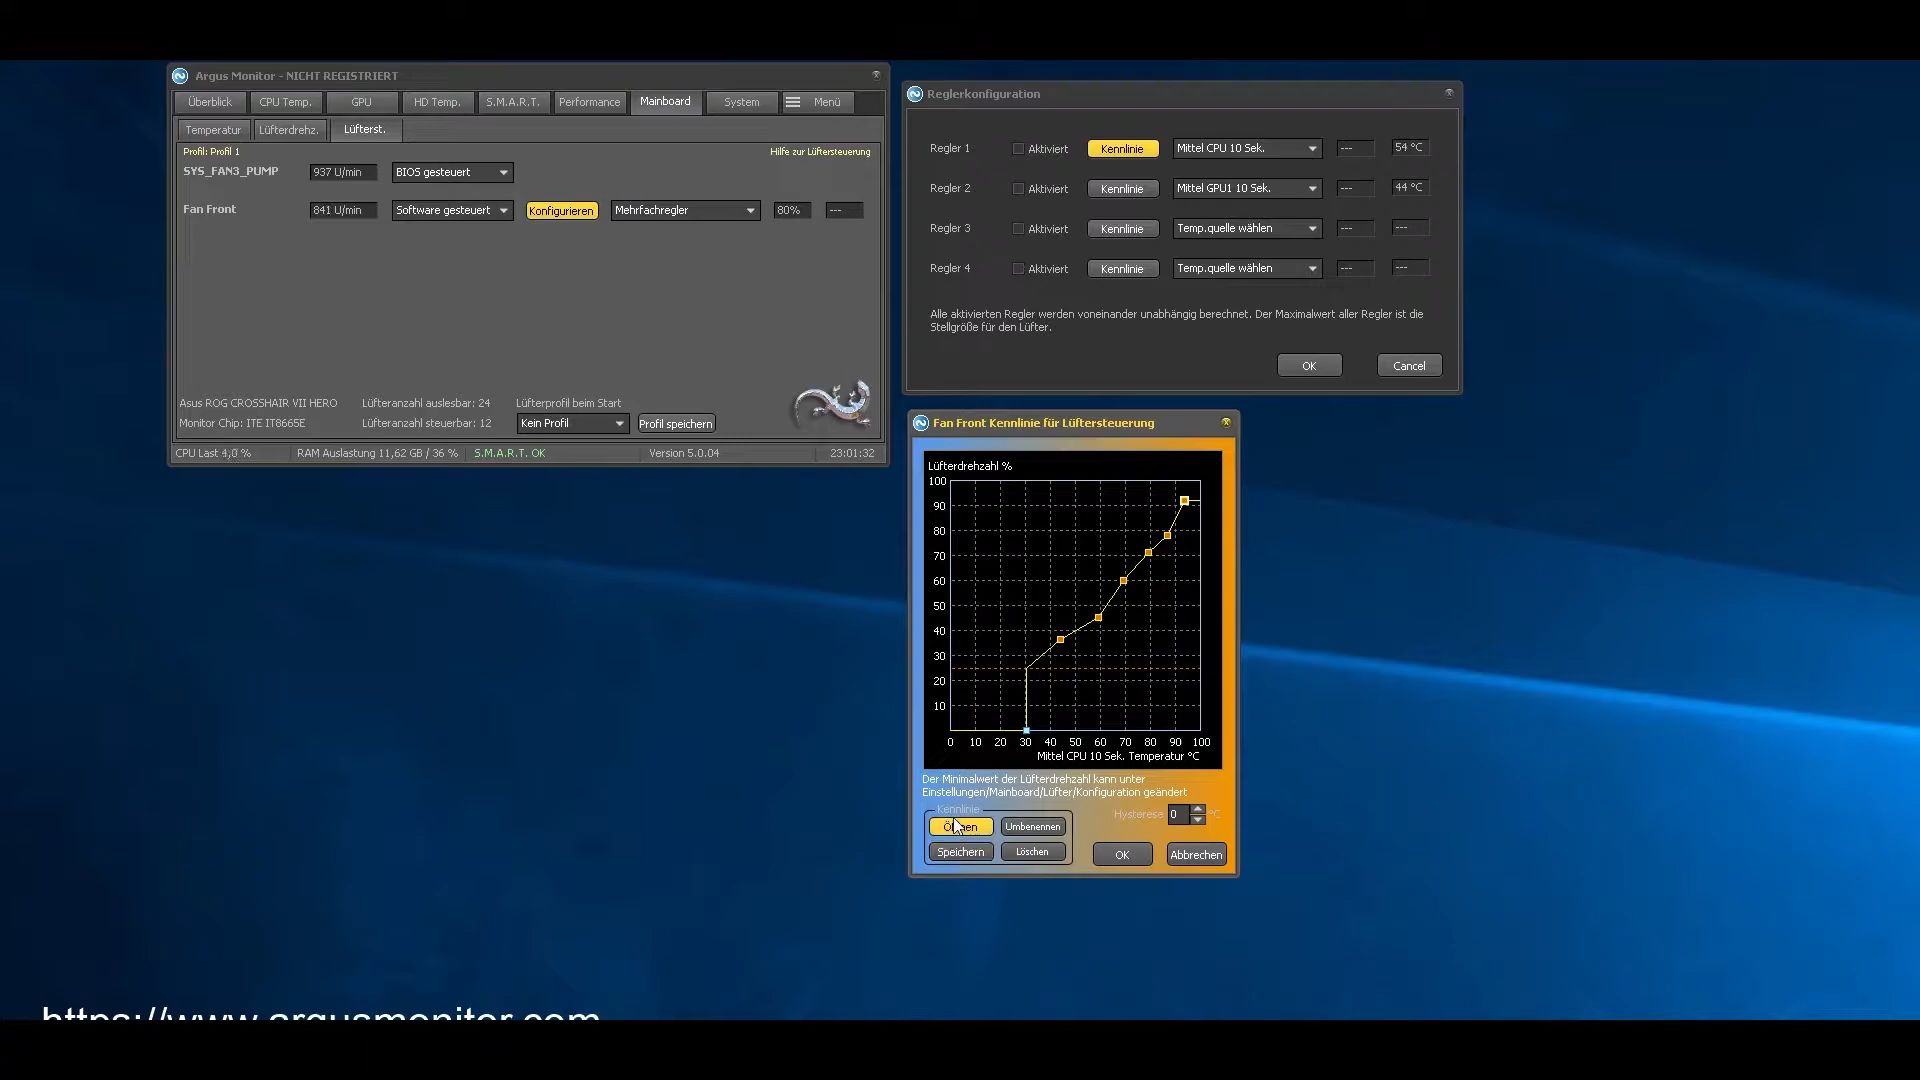 Argus Monitor - NICHT REGISTRIERT
Überblick CPU Temp. GPU HD Temp. S.M.A.R.T. Performance Mainboard System Menü
Temperatur Lüfterdrehz. Lüfterst.
Profil: Profil 1 Hilfe zur Lüftersteuerung
SYS_FAN3_PUMP 937 U/min BIOS gesteuert
Fan Front 841 U/min Software gesteuert Konfigurieren Mehrfachregler 80% ---
Asus ROG CROSSHAIR VII HERO Lüfteranzahl auslesbar: 24 Lüfterprofil beim Start
Monitor Chip: ITE IT8665E Lüfteranzahl steuerbar: 12 Kein Profil Profil speichern
CPU Last 4,0 % RAM Auslastung 11,62 GB / 36 % S.M.A.R.T. OK Version 5.0.04 23:01:32
Reglerkonfiguration
Regler 1 Aktiviert Kennlinie Mittel CPU 10 Sek. --- 54 °C
Regler 2 Aktiviert Kennlinie Mittel GPU1 10 Sek. --- 44 °C
Regler 3 Aktiviert Kennlinie Temp.quelle wählen --- ---
Regler 4 Aktiviert Kennlinie Temp.quelle wählen --- ---
Alle aktivierten Regler werden voneinander unabhängig berechnet. Der Maximalwert aller Regler ist die
Stellgröße für den Lüfter.
OK Cancel
Fan Front Kennlinie für Lüftersteuerung
Lüfterdrehzahl %
100
90
80
70
60
50
40
30
20
10
0 10 20 30 40 50 60 70 80 90 100
Mittel CPU 10 Sek. Temperatur °C
Der Minimalwert der Lüfterdrehzahl kann unter
Einstellungen/Mainboard/Lüfter/Konfiguration geändert
Kennlinie
Umbenennen Hysterese 0 °C
Speichern Löschen OK Abbrechen
https://www.argusmonitor.com